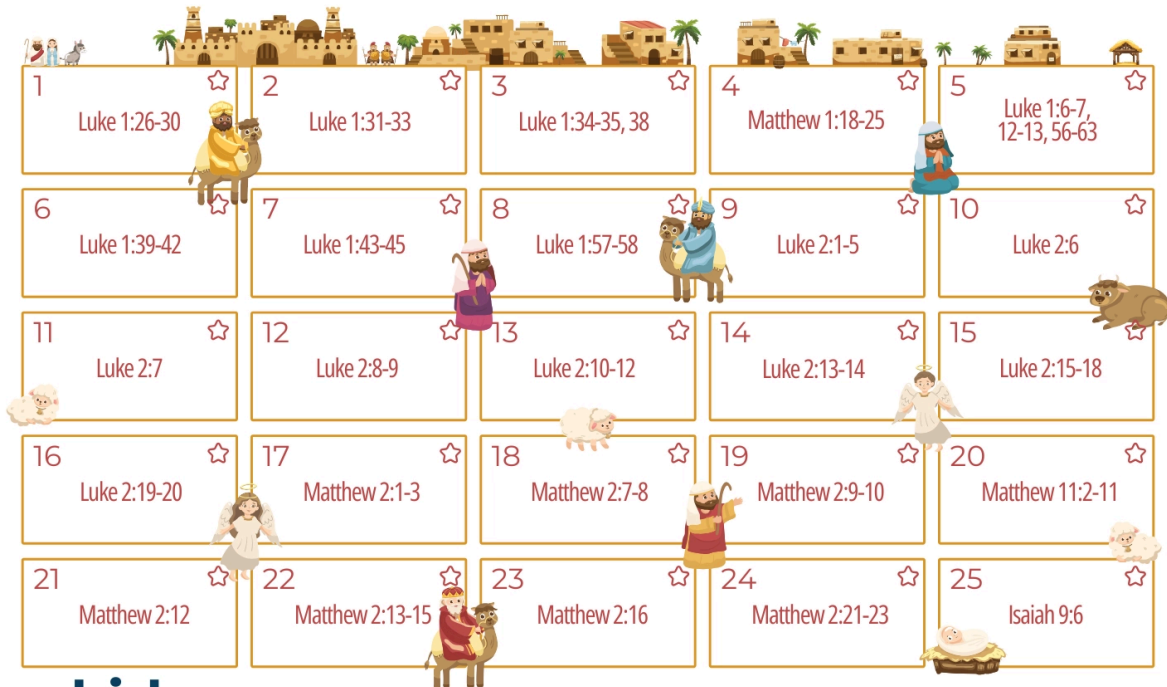 1
Luke 1:26-30
2
Luke 1:31-33
3
Luke 1:34-35, 38
4
Matthew 1:18-25
5
Luke 1:6-7,
12-13, 56-63
6
Luke 1:39-42
7
Luke 1:43-45
8
Luke 1:57-58
9
Luke 2:1-5
10
Luke 2:6
11
Luke 2:7
12
Luke 2:8-9
13
Luke 2:10-12
14
Luke 2:13-14
15
Luke 2:15-18
16
Luke 2:19-20
17
Matthew 2:1-3
18
Matthew 2:7-8
19
Matthew 2:9-10
20
Matthew 11:2-11
21
Matthew 2:12
22
Matthew 2:13-15
23
Matthew 2:16
24
Matthew 2:21-23
25
Isaiah 9:6